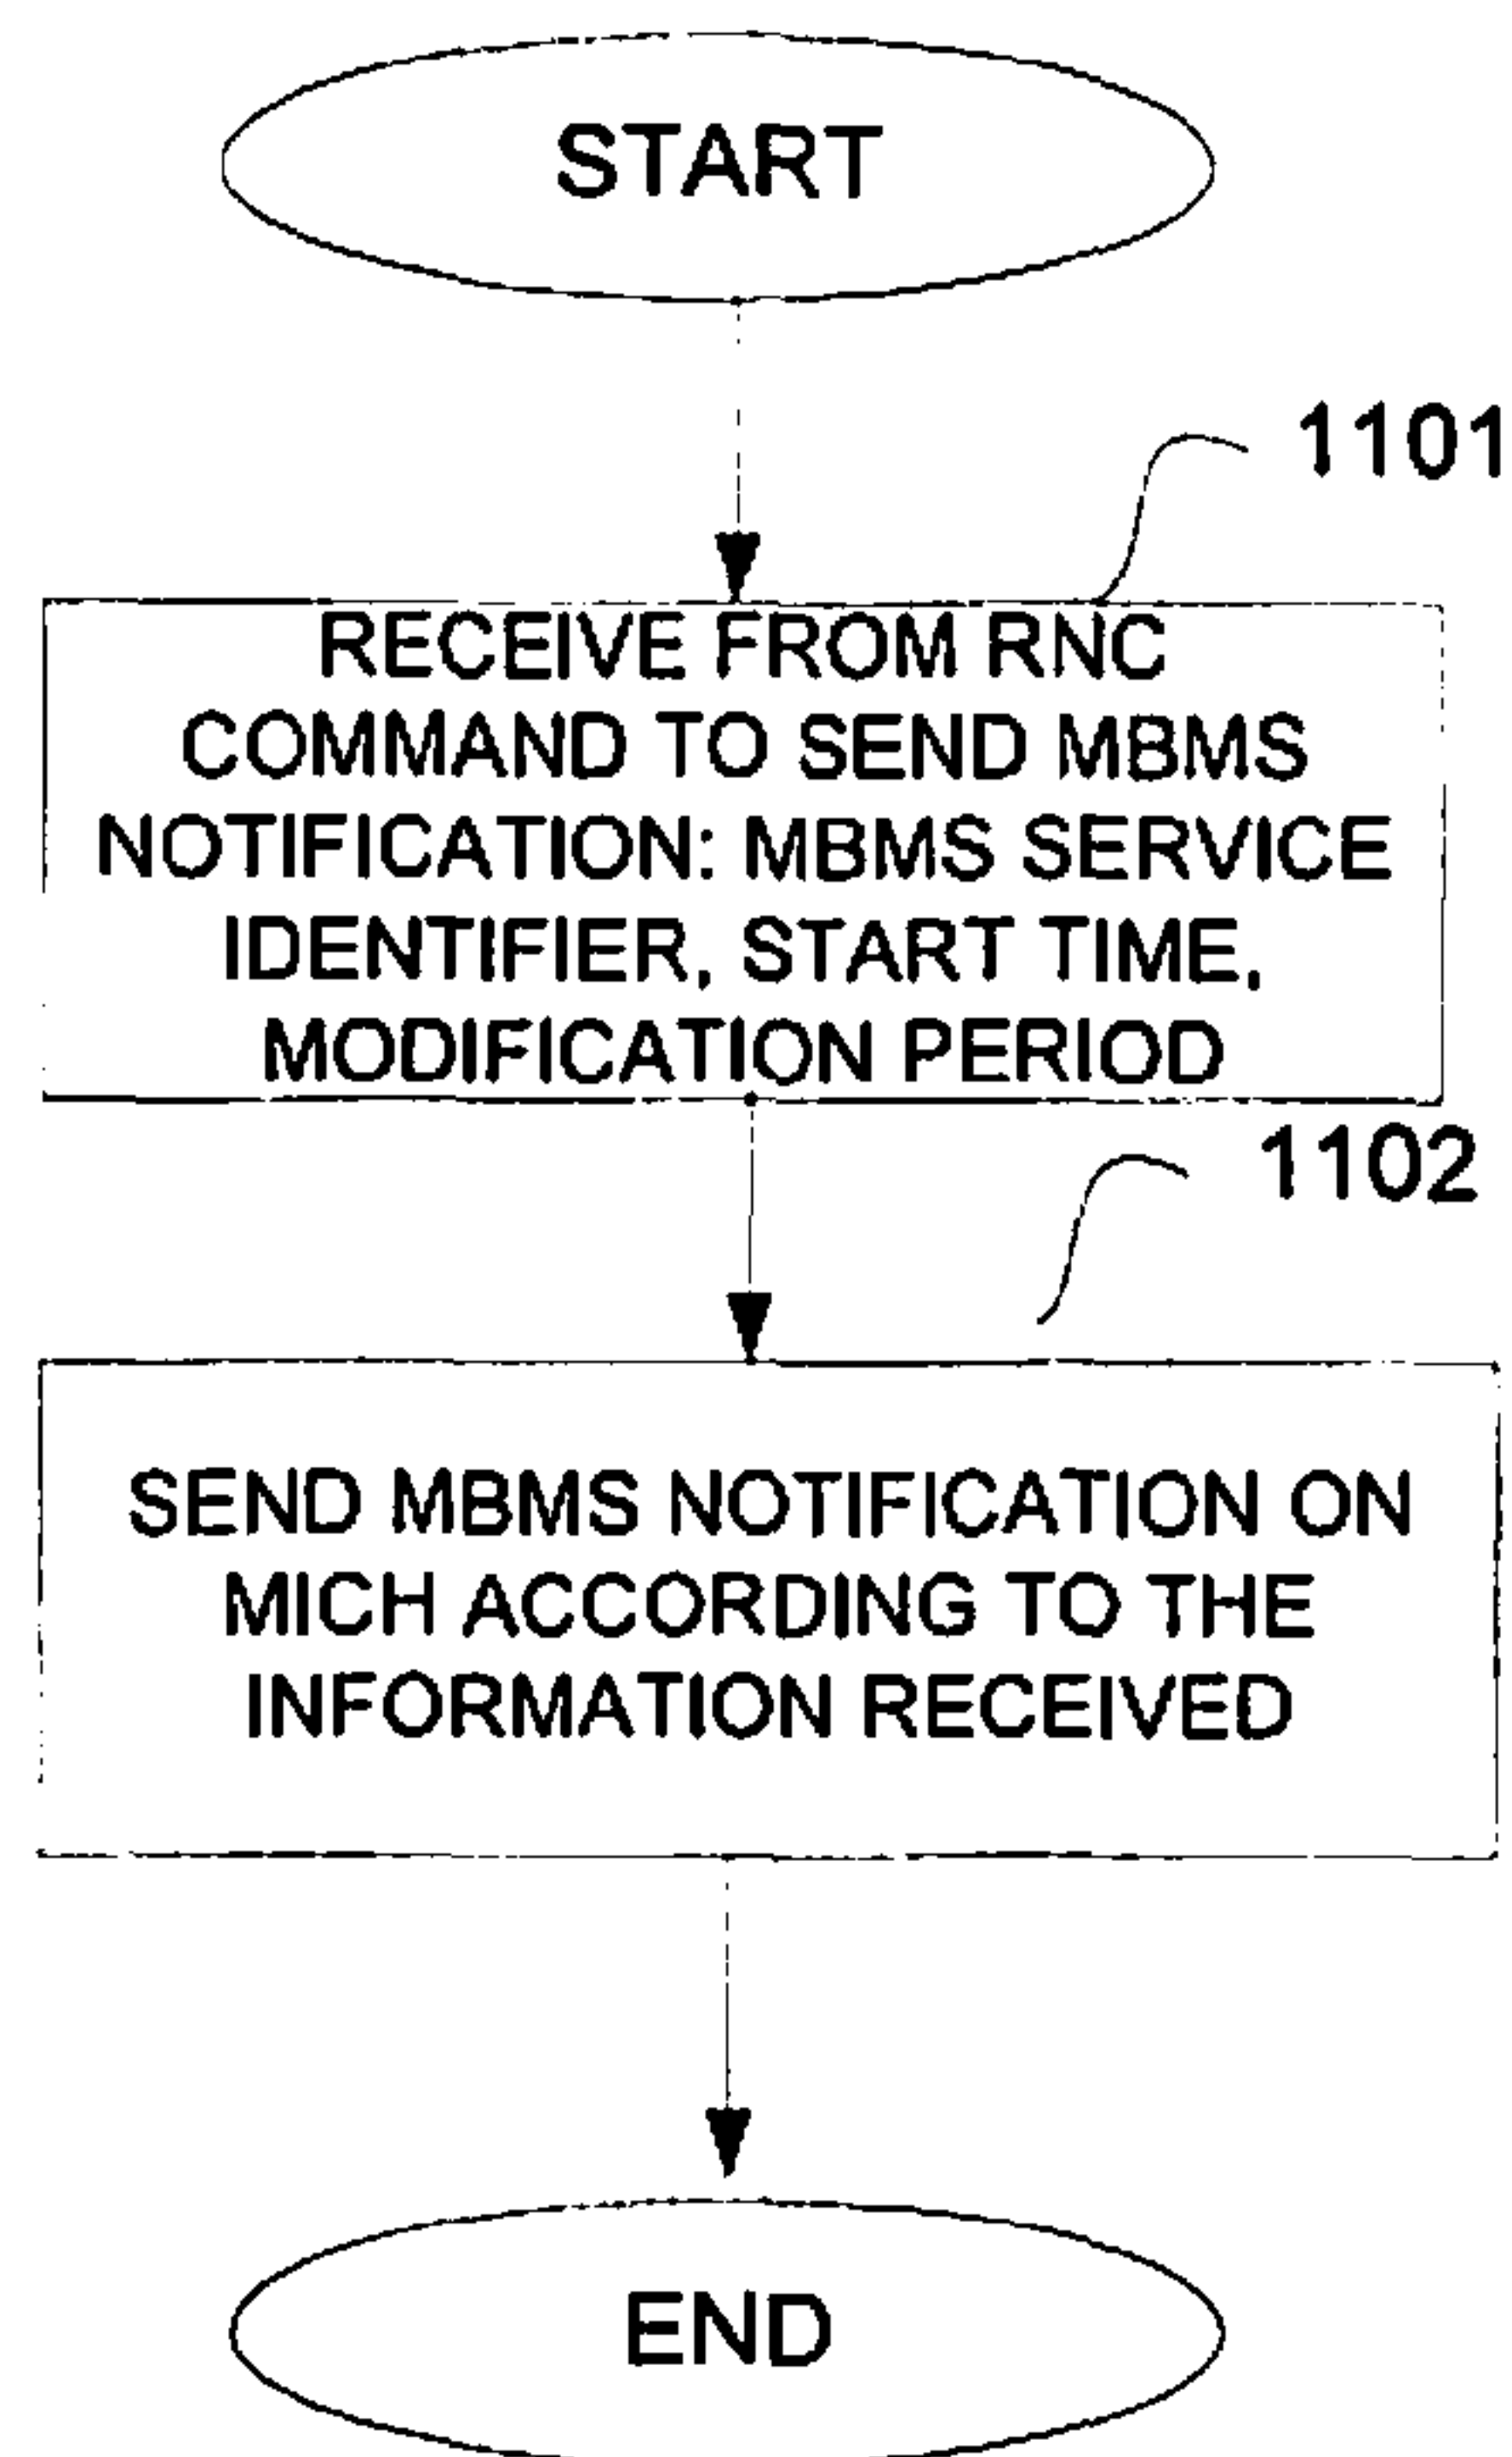 START
1101
RECEIVE FROM RNC
COMMAND TO SEND MBMS
NOTIFICATION: MBMS SERVICE
IDENTIFIER, START TIME,
MODIFICATION PERIOD
1102
SEND MBMS NOTIFICATION ON
MICH ACCORDING TO THE
INFORMATION RECEIVED
END